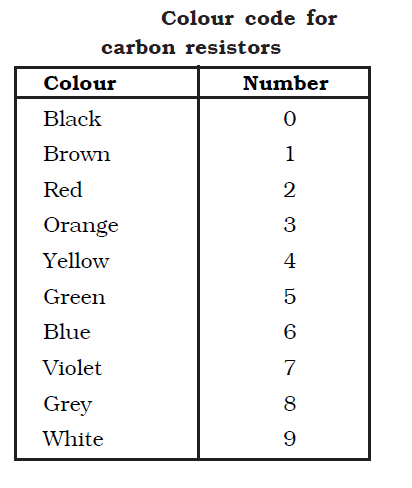 Colour code for
carbon resistors
Colour Number
Black 0
Brown 1
Red 2
Orange 3
Yellow 4
Green 5
Blue 6
Violet 7
Grey 8
White 9